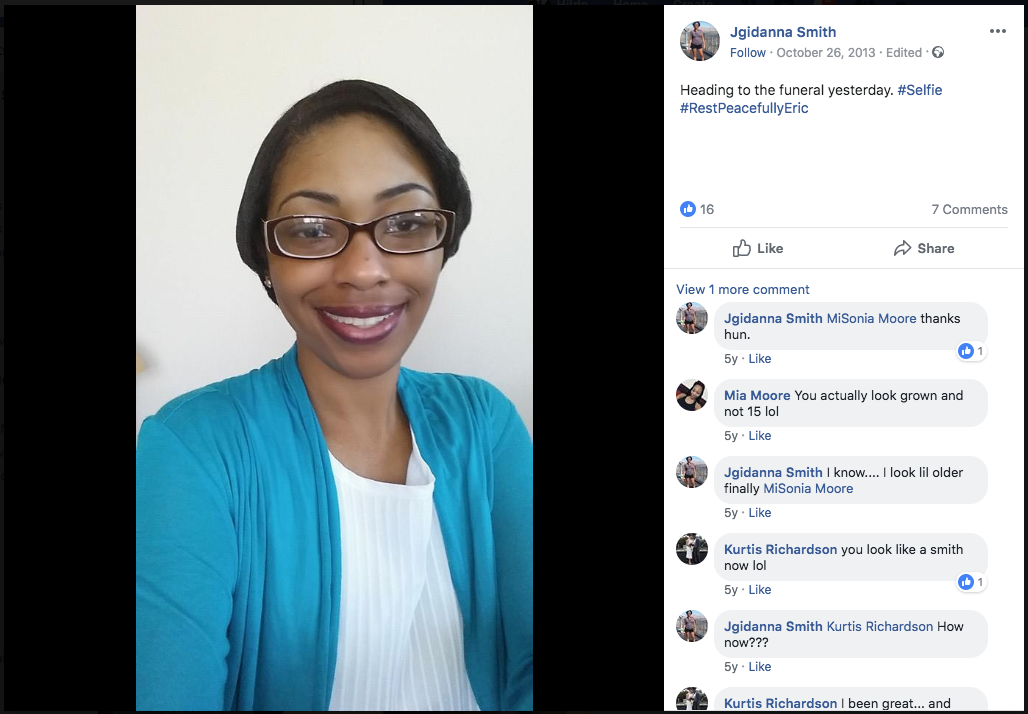 Jgidanna Smith
Follow · October 26, 2013 · Edited ·
Heading to the funeral yesterday. #Selfie
#RestPeacefullyEric
16
7 Comments
Like
Share
View 1 more comment
Jgidanna Smith MiSonia Moore thanks
hun.
1
5y · Like
Mia Moore You actually look grown and
not 15 lol
5y · Like
Jgidanna Smith I know.... I look lil older
finally MiSonia Moore
5y · Like
Kurtis Richardson you look like a smith
now lol
1
5y · Like
Jgidanna Smith Kurtis Richardson How
now???
5y · Like
Kurtis Richardson I been great... and